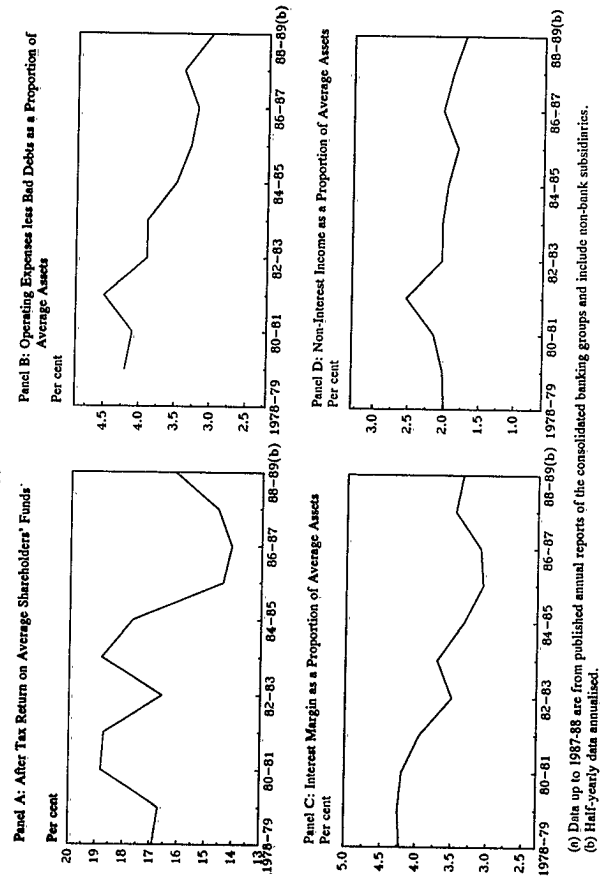 Panel A: After Tax Return on Average Shareholders' Funds
Per cent
20
19
18
17
16
15
14
13
1978-79
80-81
82-83
84-85
86-87
88-89(b)
Panel B: Operating Expenses less Bad Debts as a Proportion of
Average Assets
Per cent
4.5
4.0
3.5
3.0
2.0
1978-79
80-81
82-83
84-85
86-87
88-89(b)
Panel C: Interest Margin as a Proportion of Average Assets
Per cent
5.0
4.5
4.0
3.5
3.0
2.5
1978-79
80-81
82-83
84-85
86-87
88-89(b)
Panel D: Non-Interest Income as a Proportion of Average Assets
Per cent
3.0
2.5
2.0
1.5
1.0
1978-79
80-81
82-83
84-85
86-87
88-89(b)
(a) Data up to 1987-88 are from published annual reports of the consolidated banking groups and include non-bank subsidiaries.
(b) Half-yearly data annualised.